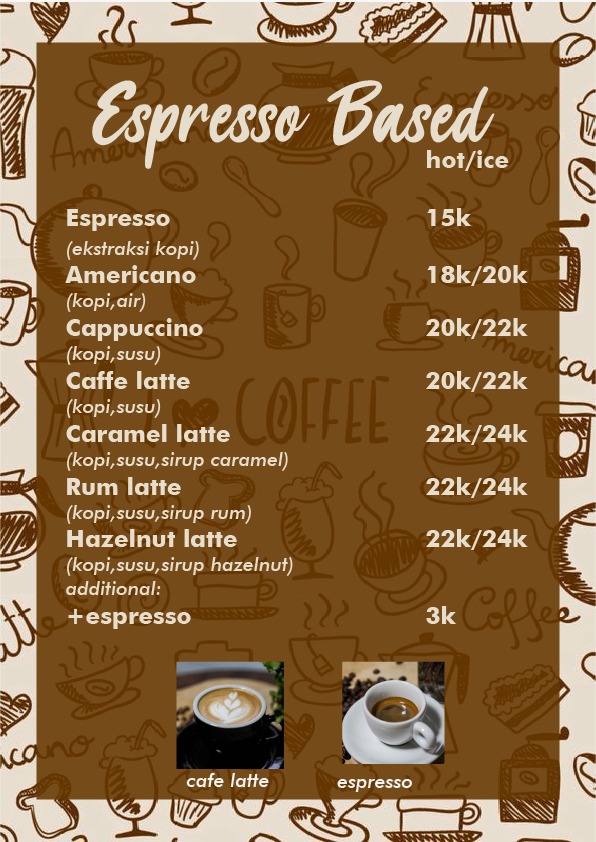 Espresso Based
hot/ice
Espresso 15k
(ekstraksi kopi)
Americano 18k/20k
(kopi,air)
Cappuccino 20k/22k
(kopi,susu)
Caffe latte 20k/22k
(kopi,susu)
Caramel latte 22k/24k
(kopi,susu,sirup caramel)
Rum latte 22k/24k
(kopi,susu,sirup rum)
Hazelnut latte 22k/24k
(kopi,susu,sirup hazelnut)
additional:
+espresso 3k
cafe latte espresso
Espresso
American
COFFEE
Coffee